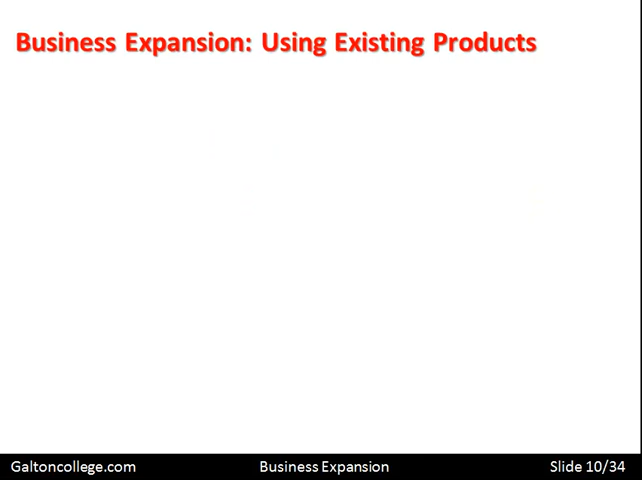 Business Expansion: Using Existing Products
Galtoncollege.com Business Expansion Slide 10/34